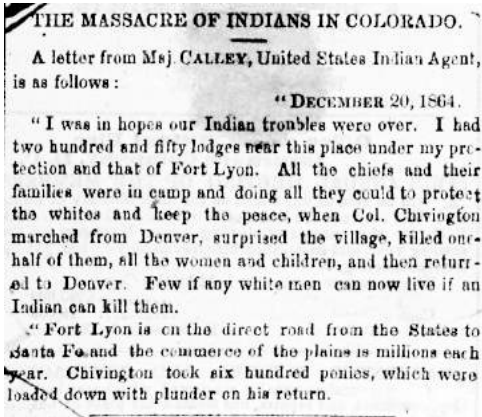 THE MASSACRE OF INDIANS IN COLORADO.
A letter from Maj. CALLEY, United States Indian Agent,
is as follows:
"DECEMBER 20, 1864.
"I was in hopes our Indian troubles were over. I had
two hundred and fifty lodges near this place under my pro-
tection and that of Fort Lyon. All the chiefs and their
families were in camp and doing all they could to protect
the whites and keep the peace, when Col. Chivington
marched from Denver, surprised the village, killed one-
half of them, all the women and children, and then return-
ed to Denver. Few if any white men can now live if an
Indian can kill them.
"Fort Lyon is on the direct road from the States to
Santa Fe and the commerce of the plains is millions each
year. Chivington took six hundred ponies, which were
loaded down with plunder on his return.